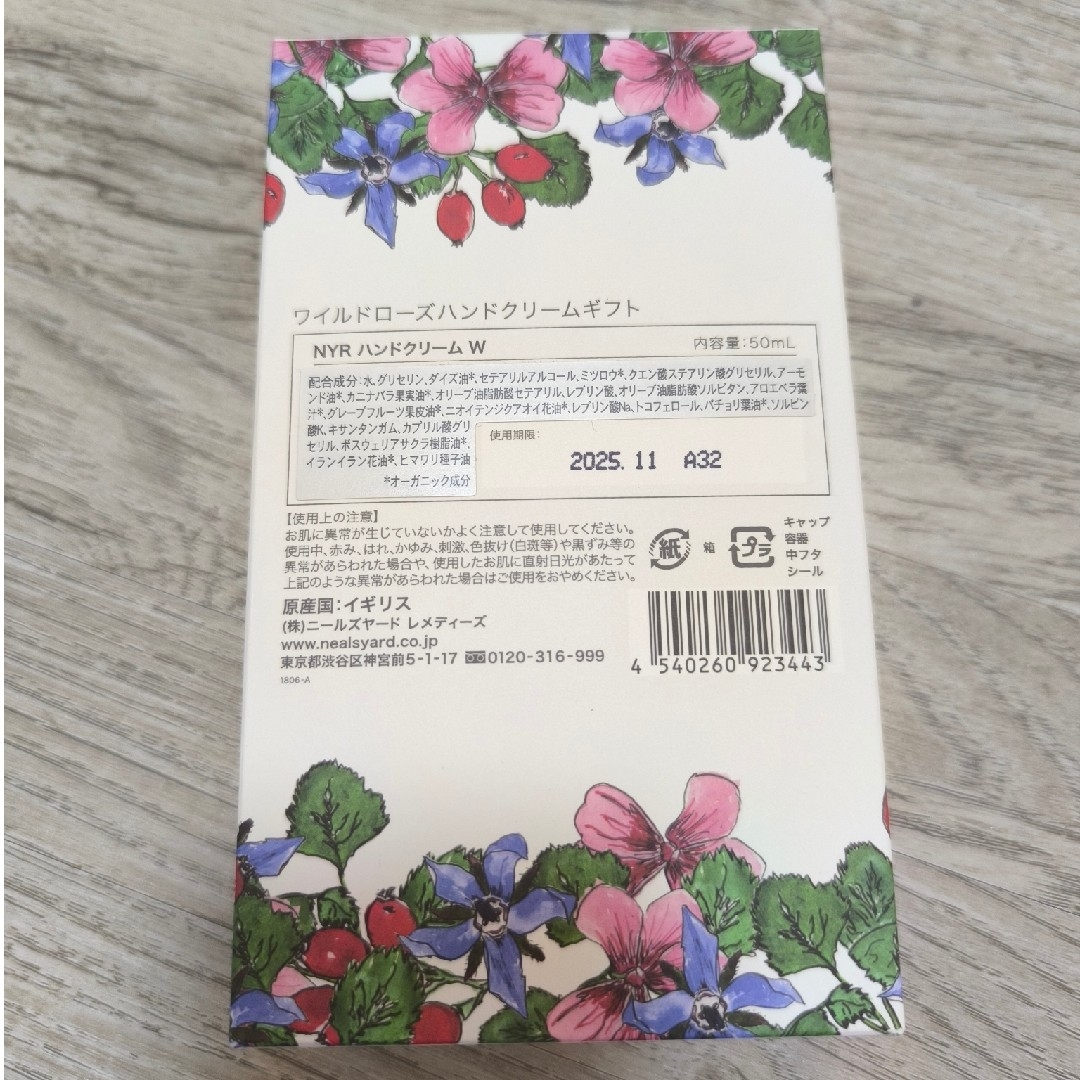 ワイルドローズハンドクリームギフト
NYR ハンドクリーム W 内容量:50mL
配合成分:水、グリセリン、ダイズ油*、セテアリルアルコール、ミツロウ*、クエン酸ステアリン酸グリセリル、アーモ
ンド油*、カニナバラ果実油*、オリーブ油脂肪酸セテアリル、レブリン酸、オリーブ油脂肪酸ソルビタン、アロエベラ葉
汁*、グレープフルーツ果皮油*、ニオイテンジクアオイ花油*、レブリン酸Na、トコフェロール、パチョリ葉油*、ソルビン
酸K、キサンタンガム、カプリル酸グリ
セリル、ボスウェリアサクラ樹脂油*、
イランイラン花油*、ヒマワリ種子油
*オーガニック成分
使用期限:
2025.11 A32
【使用上の注意】
お肌に異常が生じていないかよく注意して使用してください。
使用中、赤み、はれ、かゆみ、刺激、色抜け(白斑等)や黒ずみ等の
異常があらわれた場合や、使用したお肌に直射日光があたって
上記のような異常があらわれた場合はご使用をおやめください。
紙 箱 プラ
キャップ
容器
中フタ
シール
原産国:イギリス
(株)ニールズヤード レメディーズ
www.nealsyard.co.jp
東京都渋谷区神宮前5-1-17 0120-316-999
1806-A
4 540260 923443